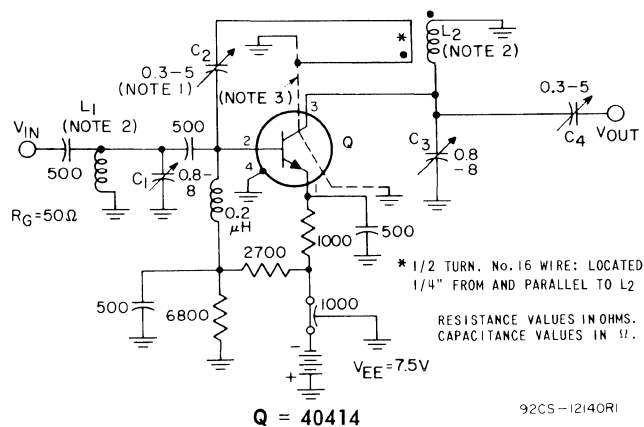 C2
0.3-5
(NOTE 1)
*
L2
(NOTE 2)
(NOTE 3)
3
0.3-5
C4
VIN
L1
(NOTE 2)
500
500
C1
0.8-
8
2
4
Q
1
C3
0.8
-8
VOUT
RG=50Ω
0.2
μH
1000
500
2700
500
6800
1000
* 1/2 TURN. No.16 WIRE: LOCATED
1/4" FROM AND PARALLEL TO L2
RESISTANCE VALUES IN OHMS.
CAPACITANCE VALUES IN Ω.
-
+
VEE=7.5V
Q = 40414
92CS-12140R1